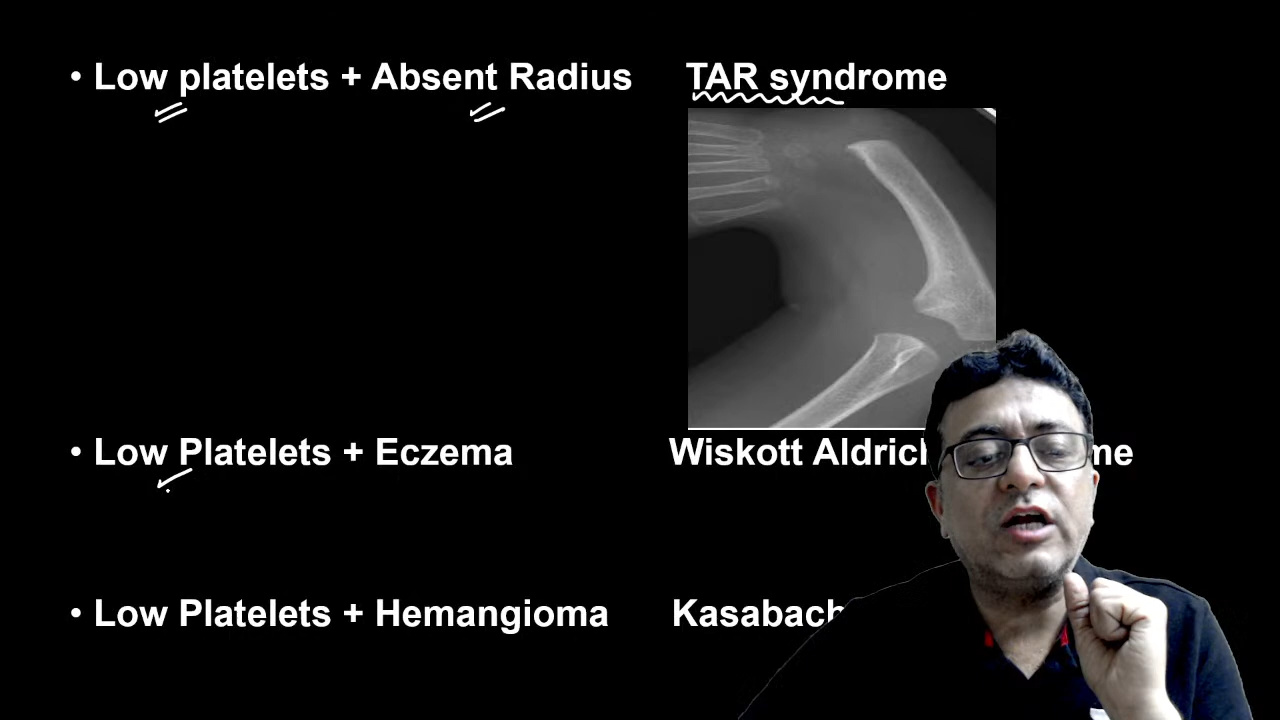 • Low platelets + Absent Radius TAR syndrome
• Low Platelets + Eczema Wiskott Aldrich
• Low Platelets + Hemangioma Kasabach